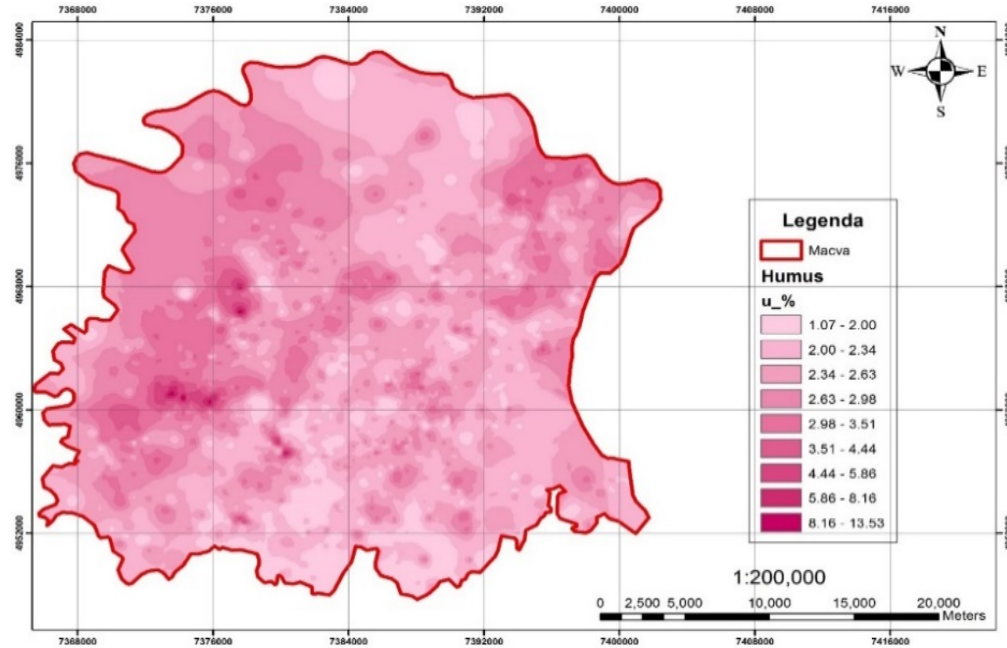 7368000 7376000 7384000 7392000 7400000 7408000 7416000
4984000
N
W E
S
4976000
Legenda
Macva
Humus
4968000
u_%
1.07 - 2.00
2.00 - 2.34
2.34 - 2.63
2.63 - 2.98
2.98 - 3.51
3.51 - 4.44
4.44 - 5.86
5.86 - 8.16
8.16 - 13.53
4960000
4952000
1:200,000
0 2,500 5,000 10,000 15,000 20,000
Meters
7368000 7376000 7384000 7392000 7400000 7408000 7416000